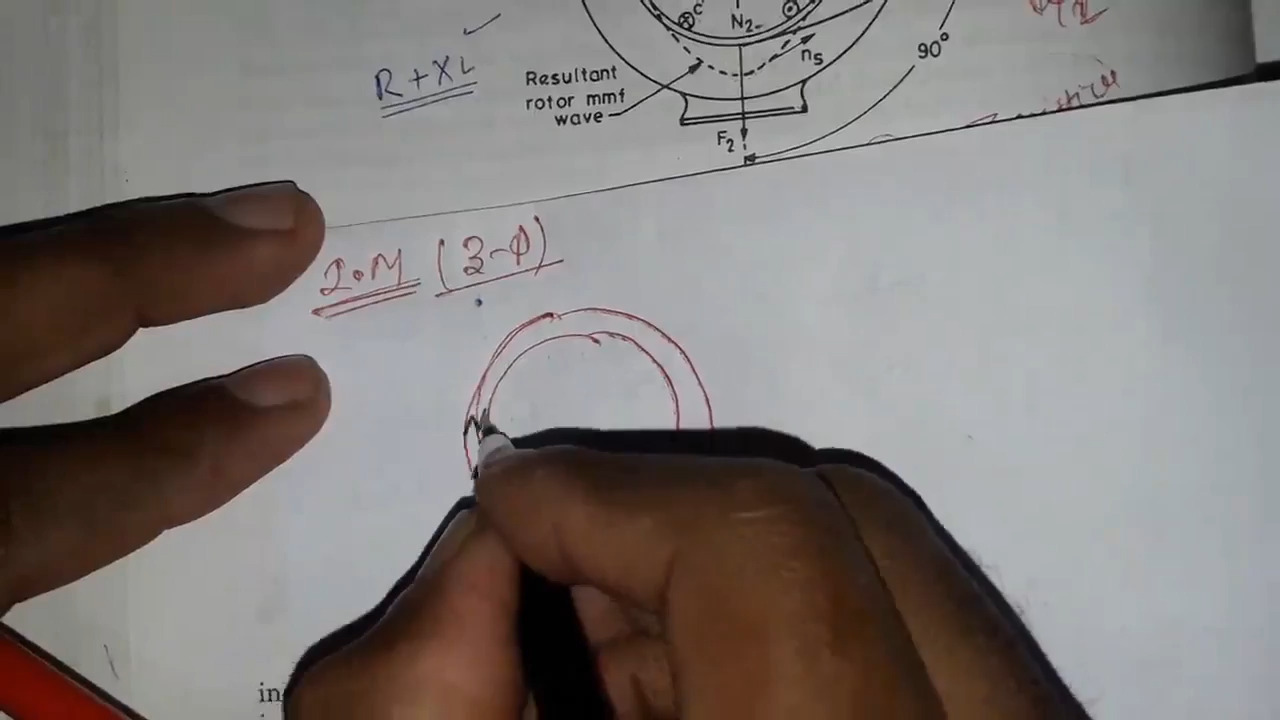 C'
N₂
nₛ
90°
R + XL
Resultant
rotor mmf
wave
F₂
I.M (3-φ)
in